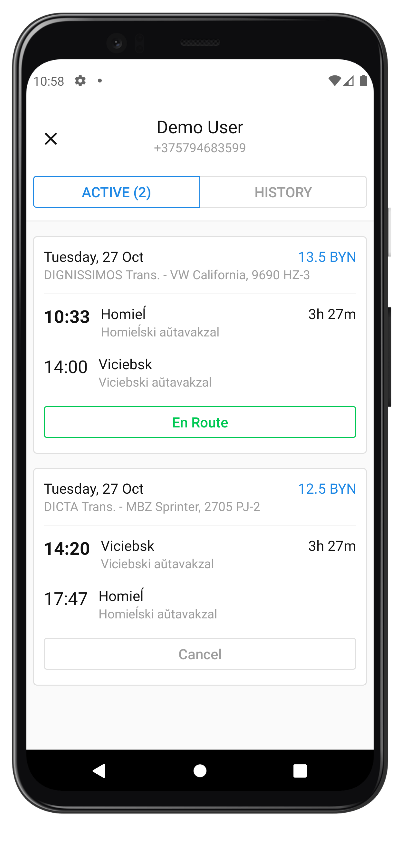 10:58
Demo User
+375794683599
ACTIVE (2)
HISTORY
Tuesday, 27 Oct 13.5 BYN
DIGNISSIMOS Trans. - VW California, 9690 HZ-3
10:33 Homieĺ 3h 27m
Homieĺski aŭtavakzal
14:00 Viciebsk
Viciebski aŭtavakzal
En Route
Tuesday, 27 Oct 12.5 BYN
DICTA Trans. - MBZ Sprinter, 2705 PJ-2
14:20 Viciebsk 3h 27m
Viciebski aŭtavakzal
17:47 Homieĺ
Homieĺski aŭtavakzal
Cancel